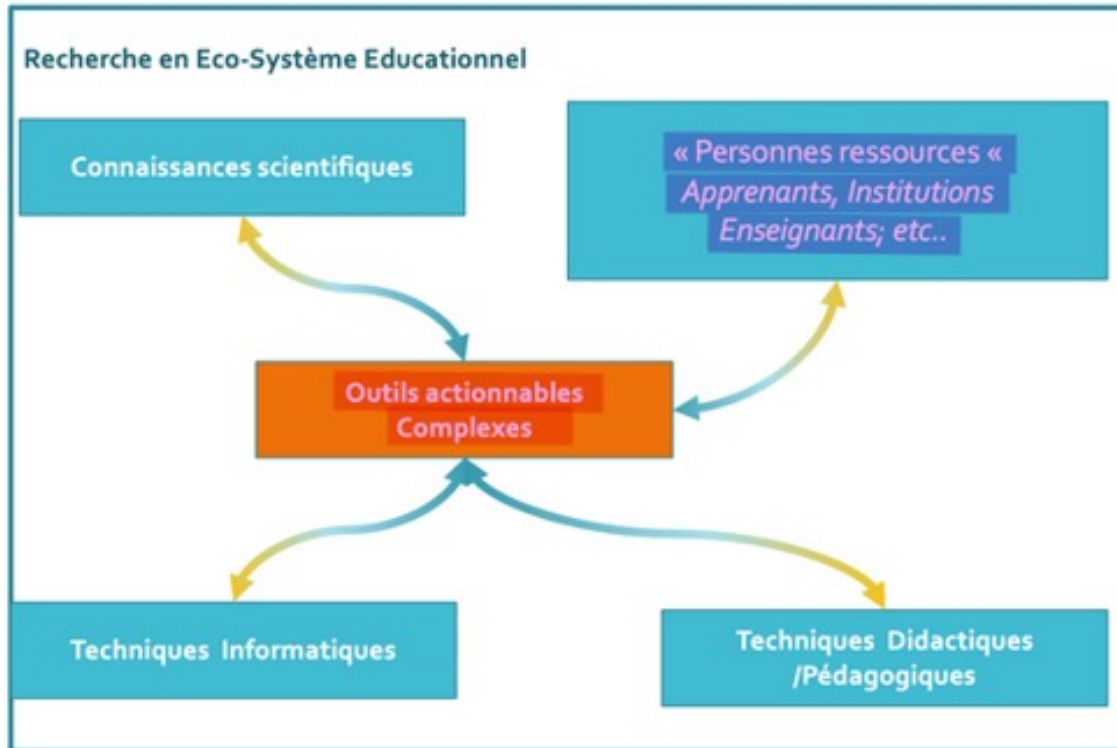 Recherche en Eco-Système Educationnel
Connaissances scientifiques
« Personnes ressources «
Apprenants, Institutions
Enseignants; etc..
Outils actionnables
Complexes
Techniques Informatiques
Techniques Didactiques
/Pédagogiques